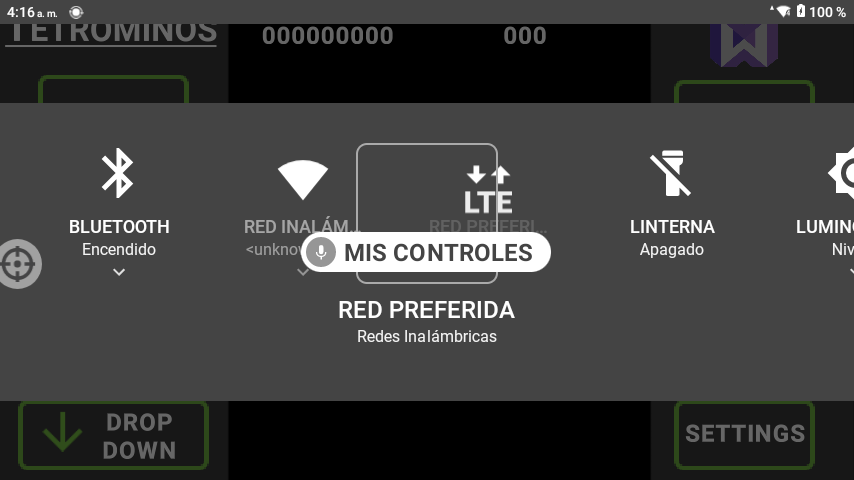 4:16 a. m.
100 %
TETROMINOS
000000000
000
BLUETOOTH
Encendido
RED INALÁM...
<unkno
RED PREFERI...
LTE
LINTERNA
Apagado
LUMIN
Niv
MIS CONTROLES
RED PREFERIDA
Redes Inalámbricas
DROP
DOWN
SETTINGS